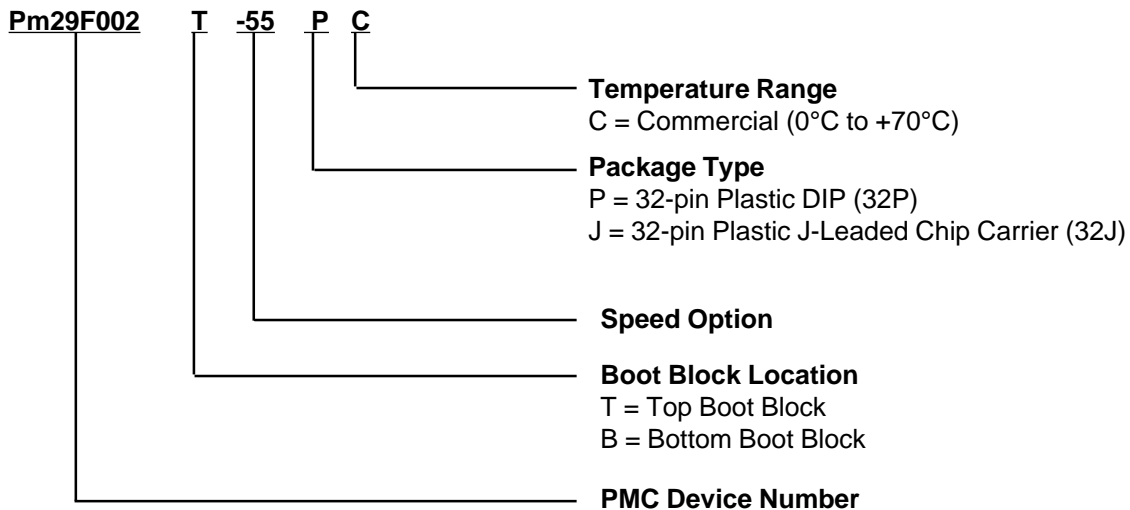 Pm29F002 T -55 P C
Temperature Range
C = Commercial (0°C to +70°C)
Package Type
P = 32-pin Plastic DIP (32P)
J = 32-pin Plastic J-Leaded Chip Carrier (32J)
Speed Option
Boot Block Location
T = Top Boot Block
B = Bottom Boot Block
PMC Device Number